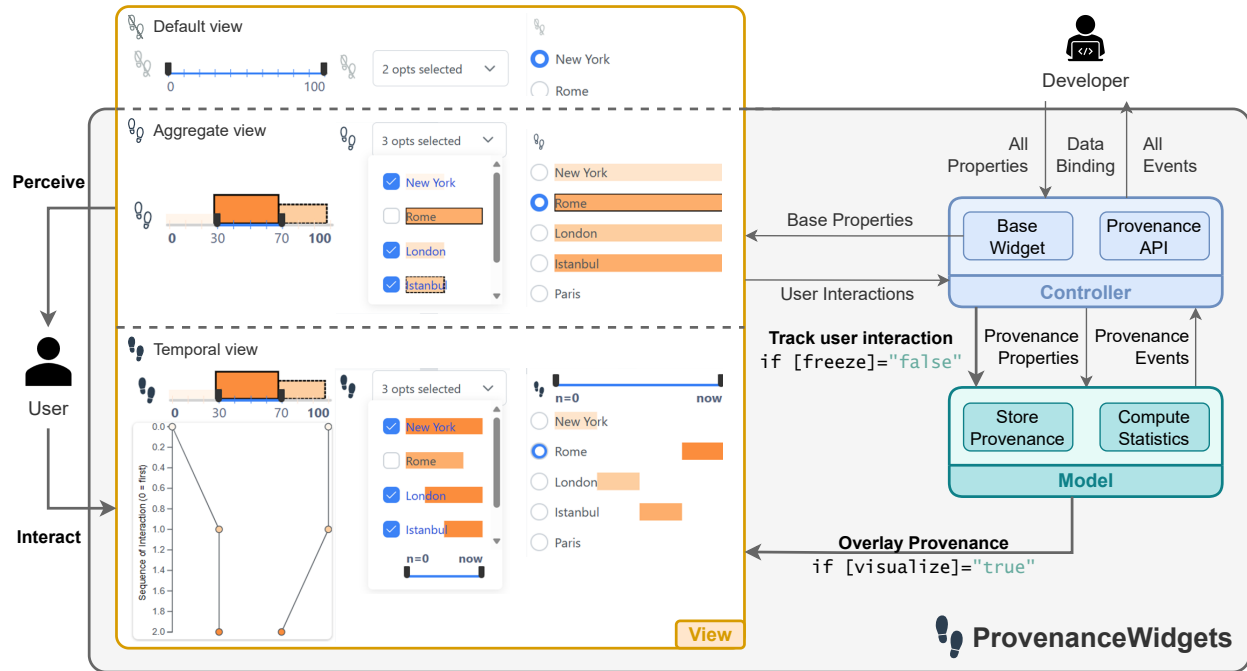 Default view
0
100
2 opts selected
New York
Rome
Developer
</>
Aggregate view
3 opts selected
New York
Rome
London
Istanbul
0
30
70
100
New York
Rome
London
Istanbul
Paris
Perceive
User
Interact
All
Properties
Data
Binding
All
Events
Base Properties
User Interactions
Base
Widget
Provenance
API
Controller
Track user interaction
if [freeze]="false"
Provenance
Properties
Provenance
Events
Temporal view
0
30
70
100
Sequence of Interaction (0 = first)
0.0
0.2
0.4
0.6
0.8
1.0
1.2
1.4
1.6
1.8
2.0
3 opts selected
New York
Rome
London
Istanbul
n=0
now
n=0
now
New York
Rome
London
Istanbul
Paris
Store
Provenance
Compute
Statistics
Model
Overlay Provenance
if [visualize]="true"
View
ProvenanceWidgets